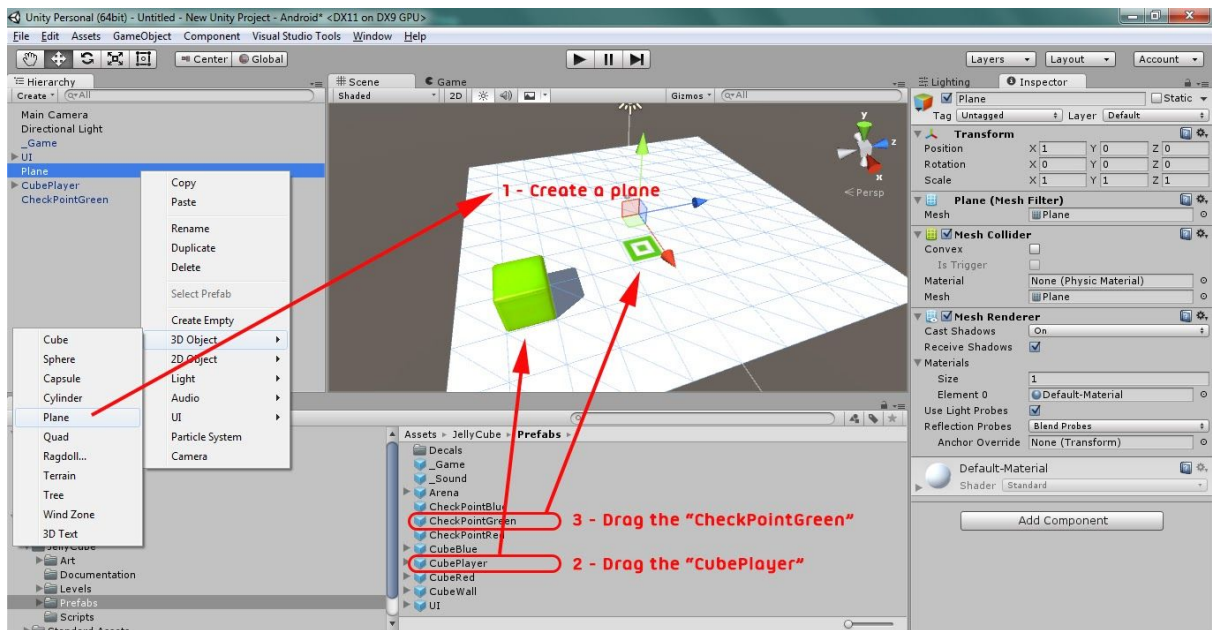 Unity Personal (64bit) - Untitled - New Unity Project - Android* <DX11 on DX9 GPU>
File Edit Assets GameObject Component Visual Studio Tools Window Help
Center Global
Layers Layout Account
Hierarchy
Create All
Main Camera
Directional Light
_Game
UI
Plane
CubePlayer
CheckPointGreen
Copy
Paste
Rename
Duplicate
Delete
Select Prefab
Create Empty
3D Object
2D Object
Light
Audio
UI
Particle System
Camera
Cube
Sphere
Capsule
Cylinder
Plane
Quad
Ragdoll...
Terrain
Tree
Wind Zone
3D Text
Scene Game
Shaded 2D Gizmos All
y
z
x
Persp
1 - Create a plane
Assets JellyCube Prefabs
Decals
_Game
_Sound
Arena
CheckPointBlue
CheckPointGreen
CheckPointRed
CubeBlue
CubePlayer
CubeRed
CubeWall
UI
3 - Drag the "CheckPointGreen"
2 - Drag the "CubePlayer"
JellyCube
Art
Documentation
Levels
Prefabs
Scripts
Standard Assets
Lighting Inspector
Plane Static
Tag Untagged Layer Default
Transform
Position X 1 Y 0 Z 0
Rotation X 0 Y 0 Z 0
Scale X 1 Y 1 Z 1
Plane (Mesh Filter)
Mesh Plane
Mesh Collider
Convex
Is Trigger
Material None (Physic Material)
Mesh Plane
Mesh Renderer
Cast Shadows On
Receive Shadows
Materials
Size 1
Element 0 Default-Material
Use Light Probes
Reflection Probes Blend Probes
Anchor Override None (Transform)
Default-Material
Shader Standard
Add Component